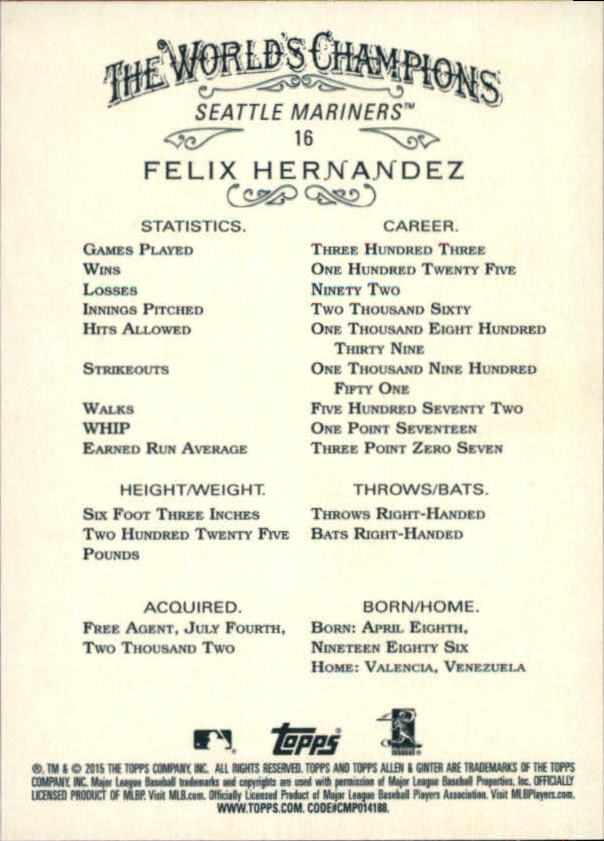 THE WORLD'S CHAMPIONS
SEATTLE MARINERS™
16
FELIX HERNANDEZ
STATISTICS. CAREER.
GAMES PLAYED THREE HUNDRED THREE
WINS ONE HUNDRED TWENTY FIVE
LOSSES NINETY TWO
INNINGS PITCHED TWO THOUSAND SIXTY
HITS ALLOWED ONE THOUSAND EIGHT HUNDRED
THIRTY NINE
STRIKEOUTS ONE THOUSAND NINE HUNDRED
FIFTY ONE
WALKS FIVE HUNDRED SEVENTY TWO
WHIP ONE POINT SEVENTEEN
EARNED RUN AVERAGE THREE POINT ZERO SEVEN
HEIGHT/WEIGHT. THROWS/BATS.
SIX FOOT THREE INCHES THROWS RIGHT-HANDED
TWO HUNDRED TWENTY FIVE BATS RIGHT-HANDED
POUNDS
ACQUIRED. BORN/HOME.
FREE AGENT, JULY FOURTH, BORN: APRIL EIGHTH,
TWO THOUSAND TWO NINETEEN EIGHTY SIX
HOME: VALENCIA, VENEZUELA
Topps®
®, TM & © 2015 THE TOPPS COMPANY, INC. ALL RIGHTS RESERVED. TOPPS AND TOPPS ALLEN & GINTER ARE TRADEMARKS OF THE TOPPS
COMPANY, INC. Major League Baseball trademarks and copyrights are used with permission of Major League Baseball Properties, Inc. OFFICIALLY
LICENSED PRODUCT OF MLBP. Visit MLB.com. Officially Licensed Product of Major League Baseball Players Association. Visit MLBPlayers.com.
WWW.TOPPS.COM. CODE#CMP014188.